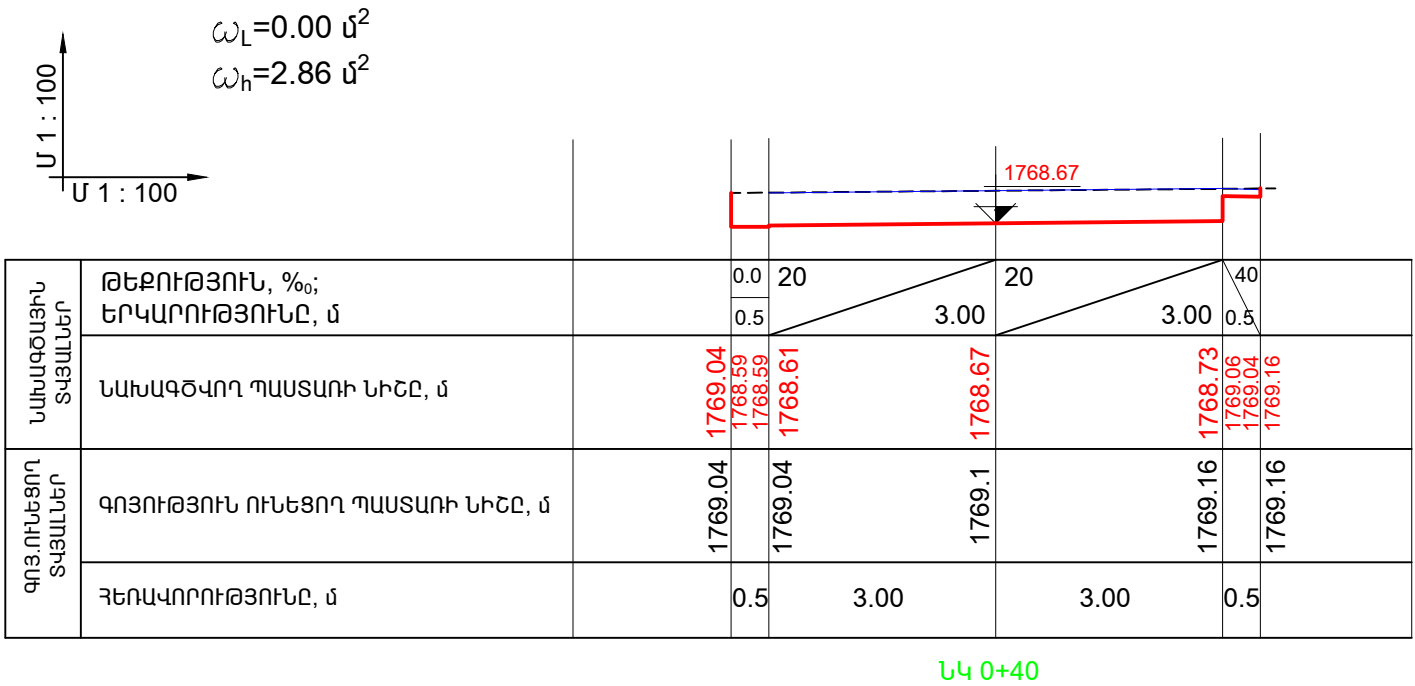 ω_L=0.00 մ²
ω_h=2.86 մ²
Մ 1 : 100
Մ 1 : 100
1768.67
ՆԱԽԱԳԾԱՅԻՆ
ՏՎՅԱԼՆԵՐ
ԹԵՔՈՒԹՅՈՒՆ, %₀;
ԵՐԿԱՐՈՒԹՅՈՒՆԸ, մ
0.0 20 20 40
0.5 3.00 3.00 0.5
ՆԱԽԱԳԾՎՈՂ ՊԱՍՏԱՌԻ ՆԻՇԸ, մ
1769.04 1768.59 1768.59 1768.61 1768.67 1768.73 1769.06 1769.04 1769.16
ԳՈՅ.ՈՒՆԵՑՈՂ
ՏՎՅԱԼՆԵՐ
ԳՈՅՈՒԹՅՈՒՆ ՈՒՆԵՑՈՂ ՊԱՍՏԱՌԻ ՆԻՇԸ, մ
1769.04 1769.04 1769.1 1769.16 1769.16
ՀԵՌԱՎՈՐՈՒԹՅՈՒՆԸ, մ
0.5 3.00 3.00 0.5
ՆԿ 0+40